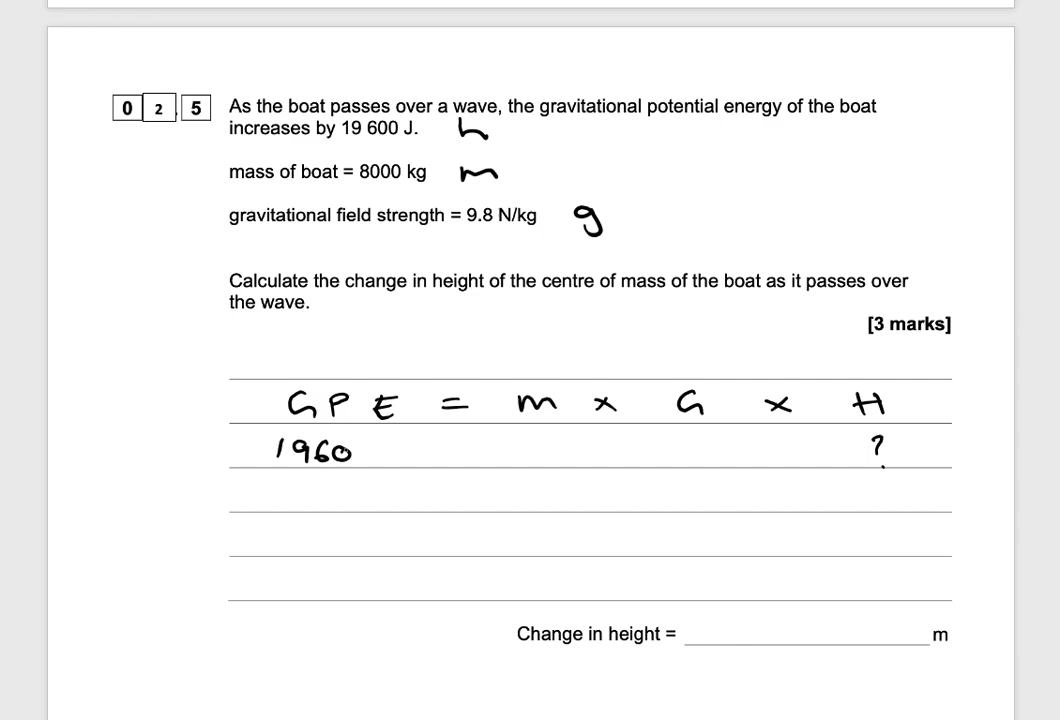 0 2 . 5 As the boat passes over a wave, the gravitational potential energy of the boat
increases by 19 600 J. h
mass of boat = 8000 kg m
gravitational field strength = 9.8 N/kg g
Calculate the change in height of the centre of mass of the boat as it passes over
the wave.
[3 marks]
GPE = m × G × H
1960 ?
Change in height = m